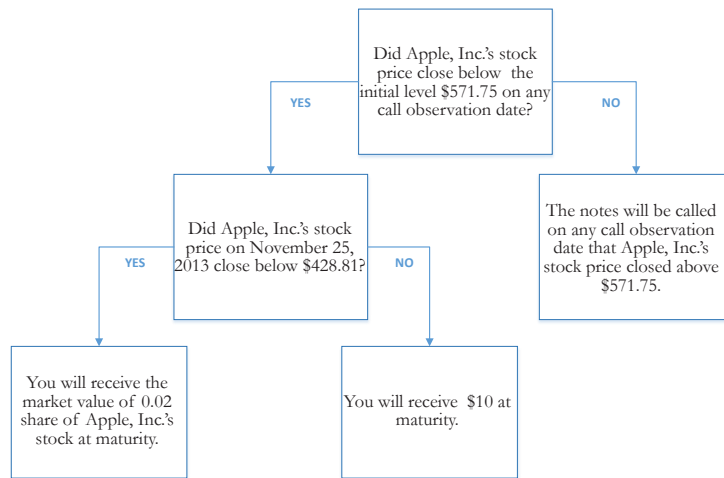 Did Apple, Inc.'s stock
price close below the
initial level $571.75 on any
call observation date?
YES
NO
Did Apple, Inc.'s stock
price on November 25,
2013 close below $428.81?
The notes will be called
on any call observation
date that Apple, Inc.'s
stock price closed above
$571.75.
YES
NO
You will receive the
market value of 0.02
share of Apple, Inc.'s
stock at maturity.
You will receive $10 at
maturity.